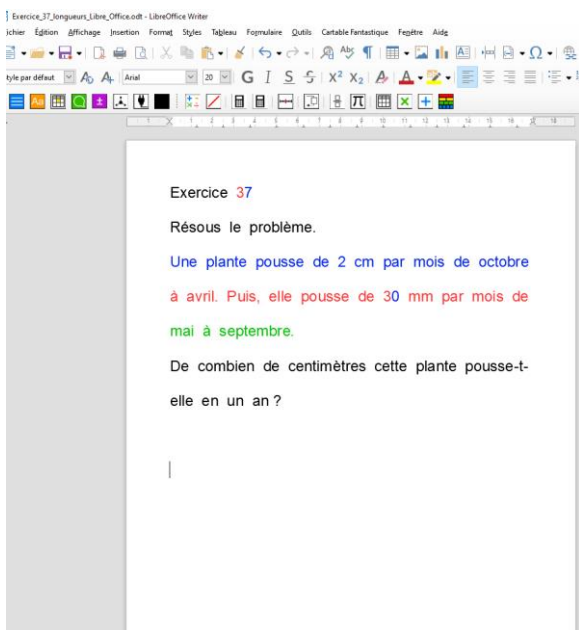 Exercice_37_longueurs_Libre_Office.odt - LibreOffice Writer
ichier Édition Affichage Insertion Format Styles Tableau Formulaire Outils Cartable Fantastique Fenêtre Aide
tyle par défaut Arial 20 G I S S X² X₂ A A
Exercice 37
Résous le problème.
Une plante pousse de 2 cm par mois de octobre
à avril. Puis, elle pousse de 30 mm par mois de
mai à septembre.
De combien de centimètres cette plante pousse-t-
elle en un an ?